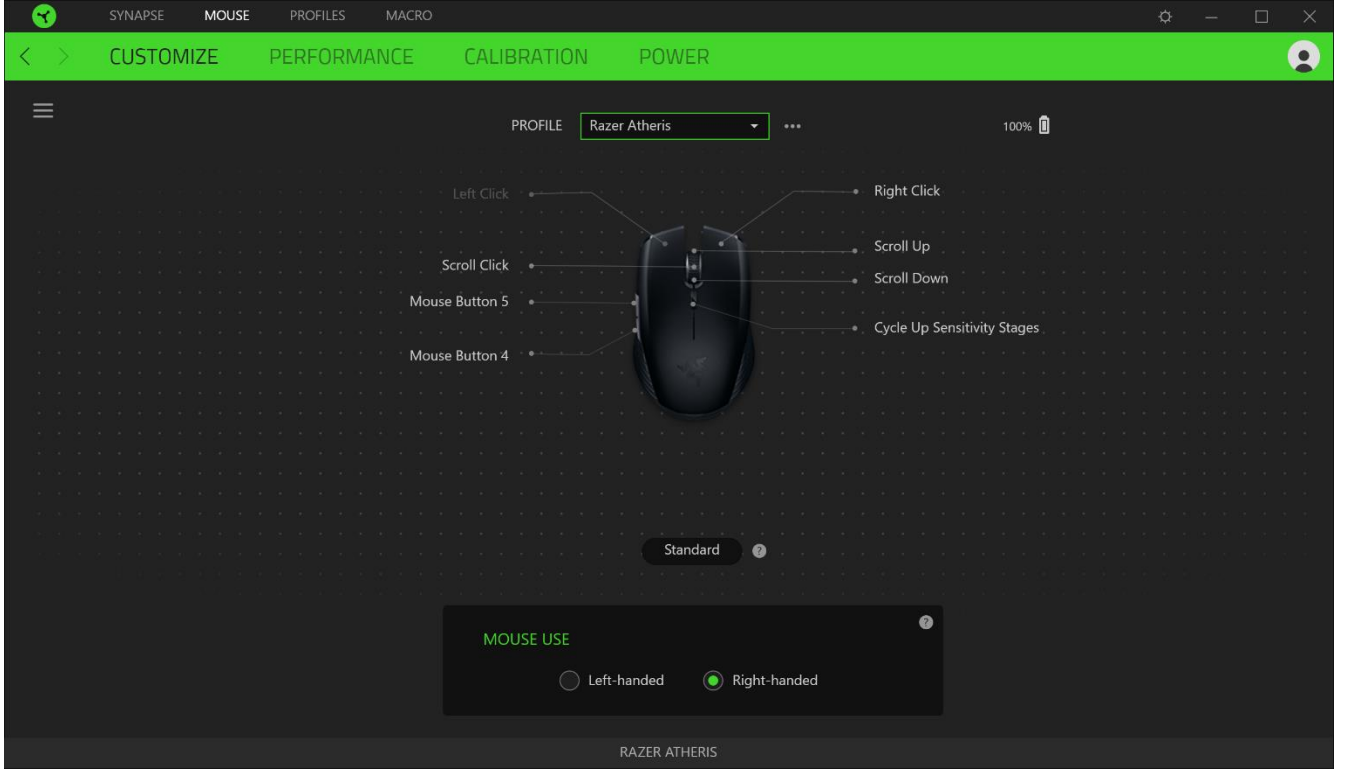 SYNAPSE MOUSE PROFILES MACRO
CUSTOMIZE PERFORMANCE CALIBRATION POWER
PROFILE Razer Atheris 100%
Left Click Right Click
Scroll Up
Scroll Click
Scroll Down
Mouse Button 5
Cycle Up Sensitivity Stages
Mouse Button 4
Standard ?
?
MOUSE USE
Left-handed Right-handed
RAZER ATHERIS